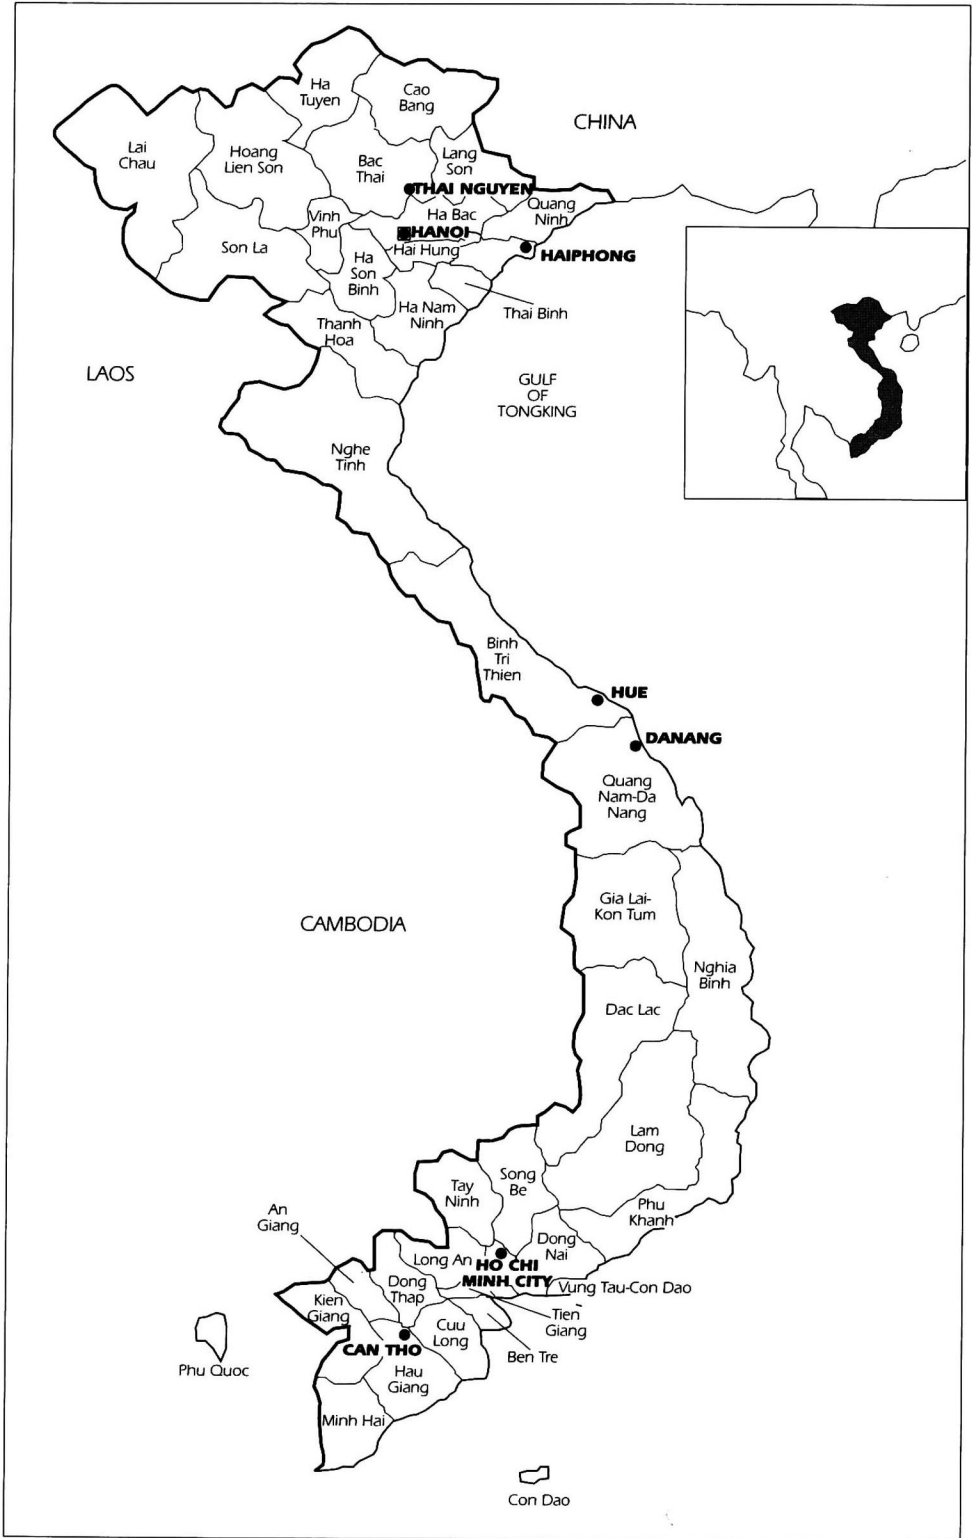 Ha
Tuyen
Cao
Bang
CHINA
Lai
Chau
Hoang
Lien Son
Bac
Thai
Lang
Son
THAI NGUYEN
Quang
Ninh
Vinh
Phu
Ha Bac
HANOI
Hai Hung
HAIPHONG
Son La
Ha
Son
Binh
Ha Nam
Ninh
Thai Binh
Thanh
Hoa
LAOS
GULF
OF
TONGKING
Nghe
Tinh
Binh
Tri
Thien
HUE
DANANG
Quang
Nam-Da
Nang
CAMBODIA
Gia Lai-
Kon Tum
Nghia
Binh
Dac Lac
Lam
Dong
Song
Be
Tay
Ninh
Phu
Khanh
An
Giang
Dong
Nai
Long An
HO CHI
MINH CITY
Vung Tau-Con Dao
Dong
Thap
Kien
Giang
Tien
Giang
Cuu
Long
CAN THO
Ben Tre
Phu Quoc
Hau
Giang
Minh Hai
Con Dao